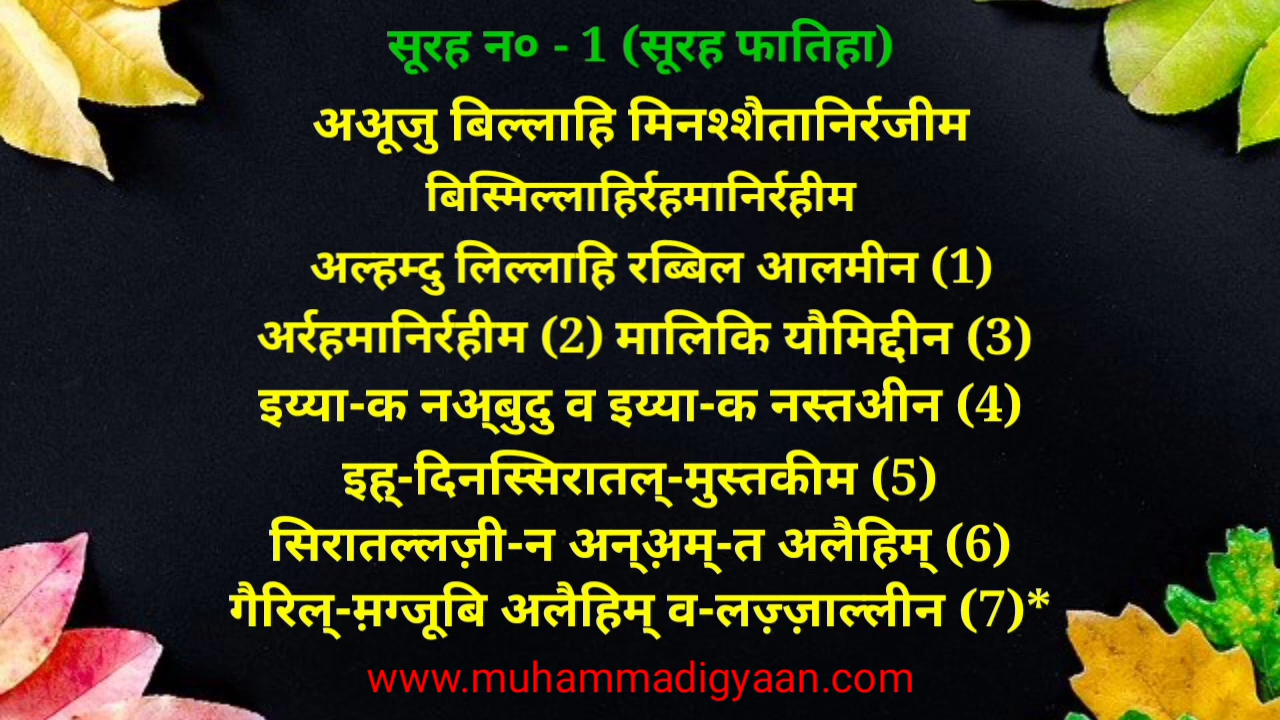 सूरह न० - 1 (सूरह फातिहा)
अअूजु बिल्लाहि मिनश्शैतानिर्रजीम
बिस्मिल्लाहिर्रहमानिर्रहीम
अल्हम्दु लिल्लाहि रब्बिल आलमीन (1)
अर्रहमानिर्रहीम (2) मालिकि यौमिद्दीन (3)
इय्या-क नअ्बुदु व इय्या-क नस्तअीन (4)
इह्-दिनस्सिरातल्-मुस्तकीम (5)
सिरातल्लज़ी-न अन्अ़म्-त अलैहिम् (6)
गैरिल्-म़ग्जूबि अलैहिम् व-लज़्ज़ाल्लीन (7)*
www.muhammadigyaan.com